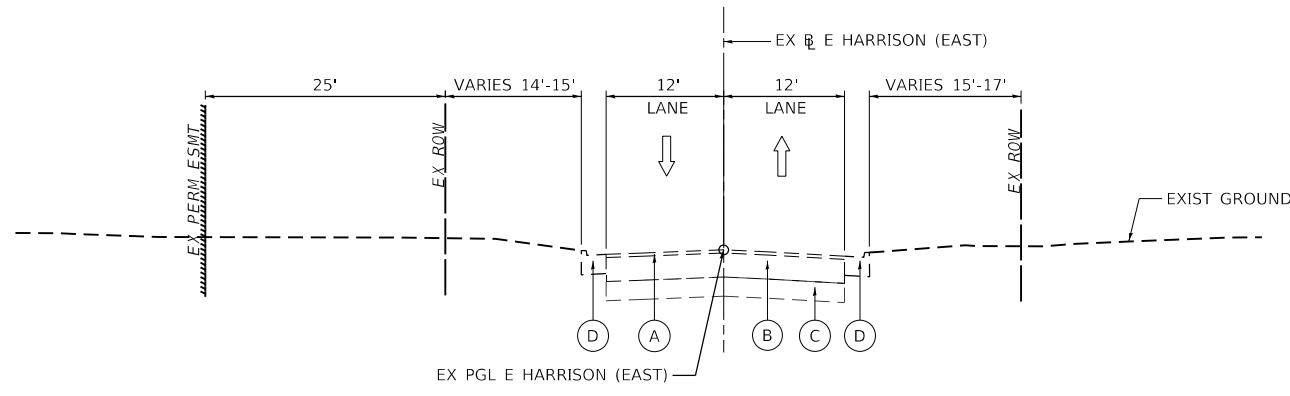 EX ⅊ E HARRISON (EAST)
25'
VARIES 14'-15'
12'
12'
VARIES 15'-17'
LANE
LANE
EX PERM ESMT
EX ROW
EX ROW
EXIST GROUND
D
A
B
C
D
EX PGL E HARRISON (EAST)